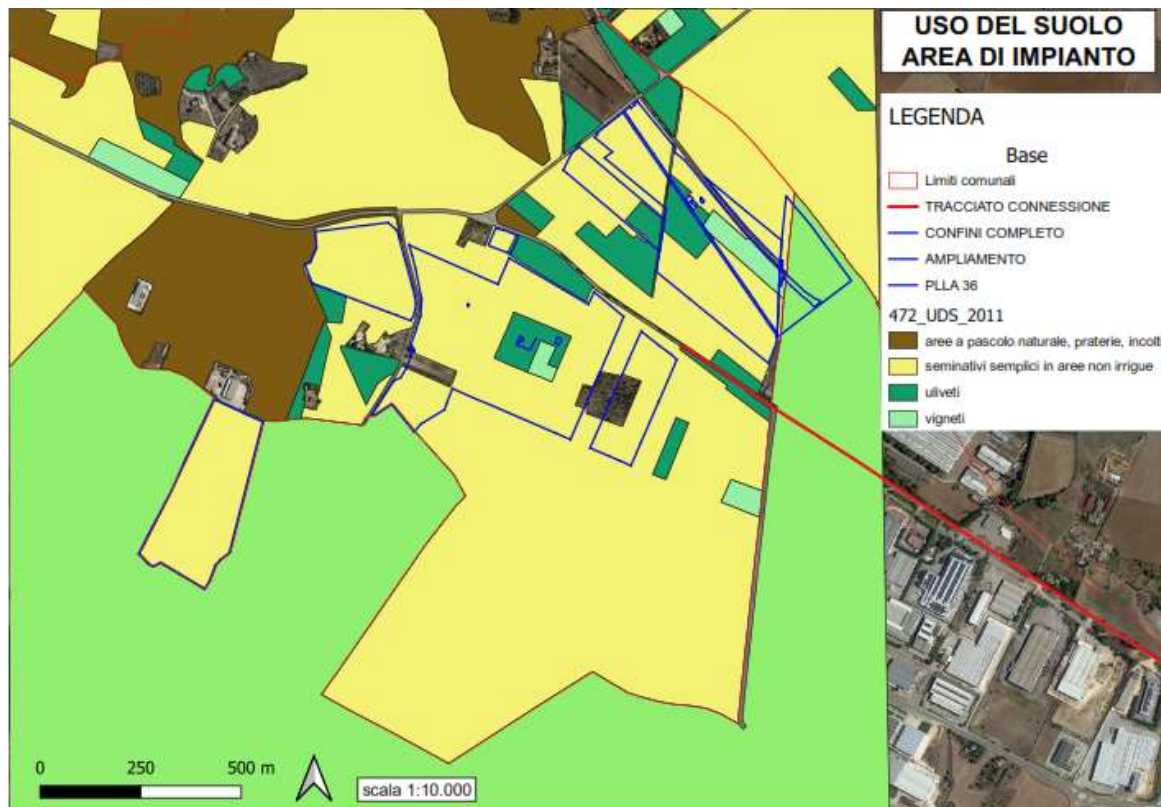 USO DEL SUOLO
AREA DI IMPIANTO
LEGENDA
Base
Limiti comunali
TRACCIATO CONNESSIONE
CONFINI COMPLETO
AMPLIAMENTO
PLLA 36
472_UDS_2011
aree a pascolo naturale, praterie, incolti
seminativi semplici in aree non irrigue
uliveti
vigneti
0 250 500 m
scala 1:10.000